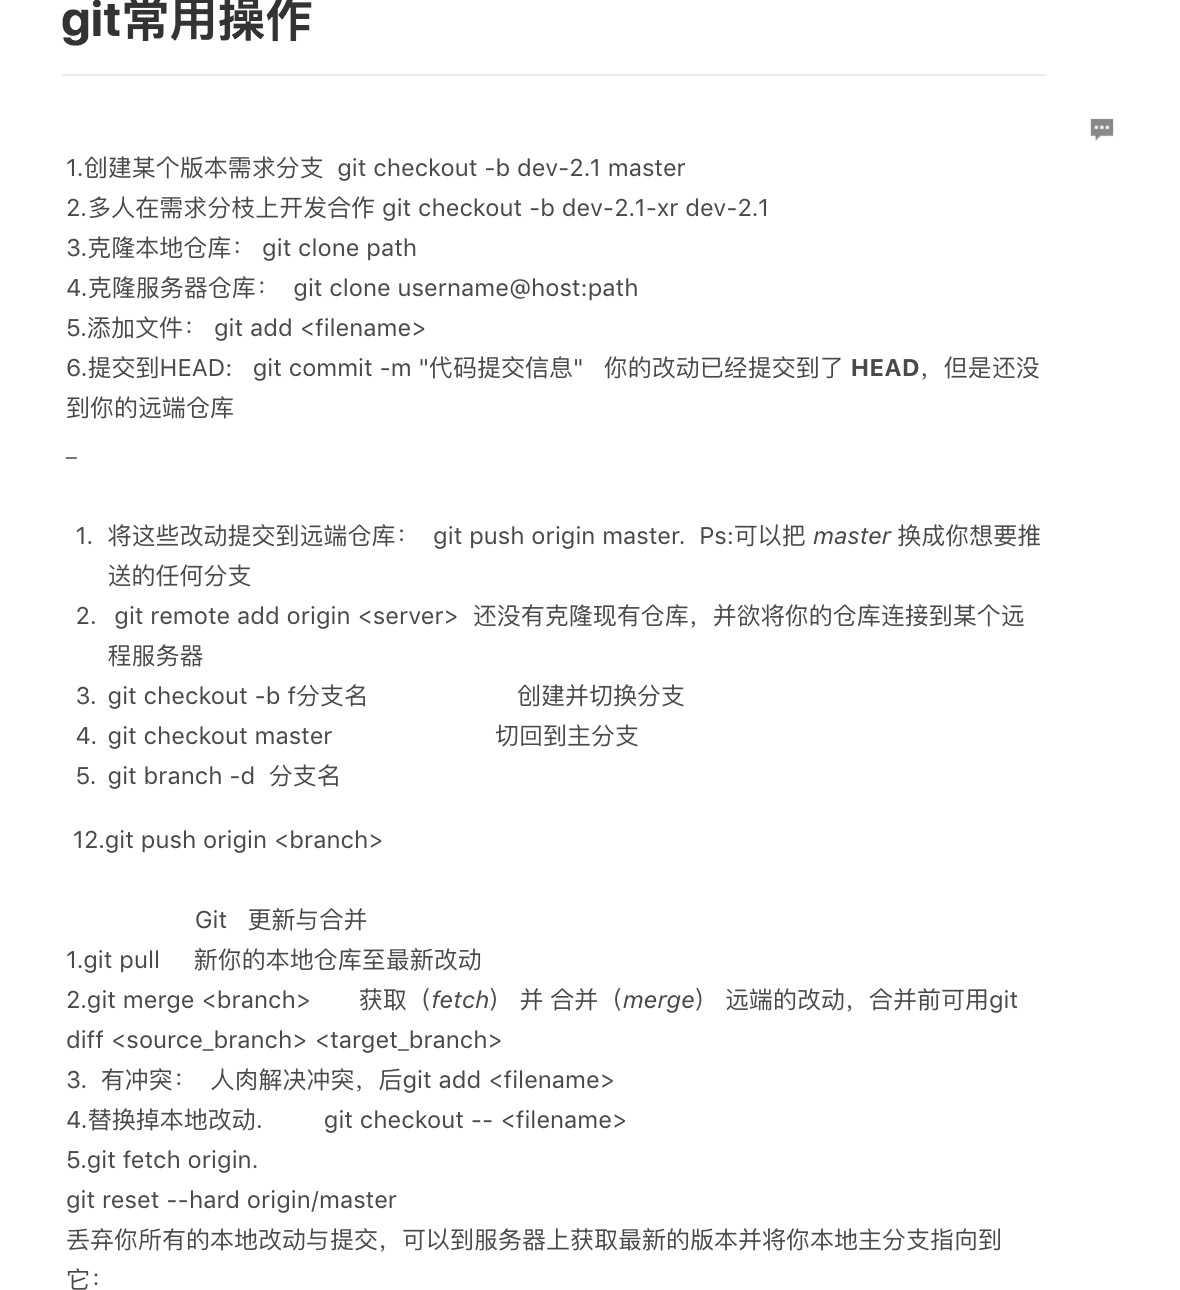 git常用操作
1.创建某个版本需求分支  git checkout -b dev-2.1 master
2.多人在需求分枝上开发合作 git checkout -b dev-2.1-xr dev-2.1
3.克隆本地仓库： git clone path
4.克隆服务器仓库：  git clone username@host:path
5.添加文件： git add <filename>
6.提交到HEAD:   git commit -m "代码提交信息"   你的改动已经提交到了 HEAD，但是还没
到你的远端仓库
_
1. 将这些改动提交到远端仓库：  git push origin master.  Ps:可以把 master 换成你想要推
送的任何分支
2.  git remote add origin <server>  还没有克隆现有仓库，并欲将你的仓库连接到某个远
程服务器
3. git checkout -b f分支名                     创建并切换分支
4. git checkout master                       切回到主分支
5. git branch -d  分支名
12.git push origin <branch>
Git   更新与合并
1.git pull     新你的本地仓库至最新改动
2.git merge <branch>       获取（fetch） 并 合并（merge） 远端的改动，合并前可用git
diff <source_branch> <target_branch>
3.  有冲突：  人肉解决冲突，后git add <filename>
4.替换掉本地改动.         git checkout -- <filename>
5.git fetch origin.
git reset --hard origin/master
丢弃你所有的本地改动与提交，可以到服务器上获取最新的版本并将你本地主分支指向到
它：